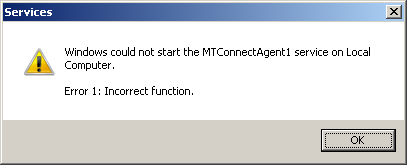 Services
Windows could not start the MTConnectAgent1 service on Local
Computer.
Error 1: Incorrect function.
OK